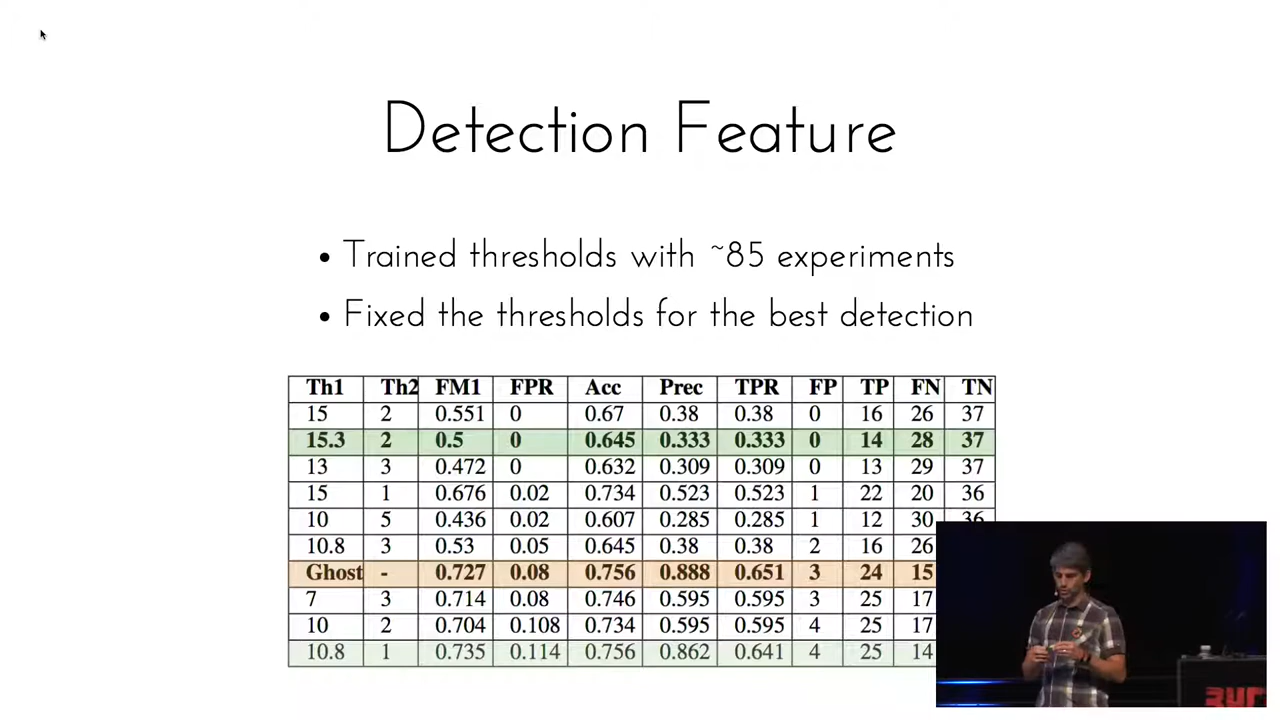 Detection Feature
• Trained thresholds with ~85 experiments
• Fixed the thresholds for the best detection
Th1 Th2 FM1 FPR Acc Prec TPR FP TP FN TN
15 2 0.551 0 0.67 0.38 0.38 0 16 26 37
15.3 2 0.5 0 0.645 0.333 0.333 0 14 28 37
13 3 0.472 0 0.632 0.309 0.309 0 13 29 37
15 1 0.676 0.02 0.734 0.523 0.523 1 22 20 36
10 5 0.436 0.02 0.607 0.285 0.285 1 12 30 36
10.8 3 0.53 0.05 0.645 0.38 0.38 2 16 26
Ghost - 0.727 0.08 0.756 0.888 0.651 3 24 15
7 3 0.714 0.08 0.746 0.595 0.595 3 25 17
10 2 0.704 0.108 0.734 0.595 0.595 4 25 17
10.8 1 0.735 0.114 0.756 0.862 0.641 4 25 14